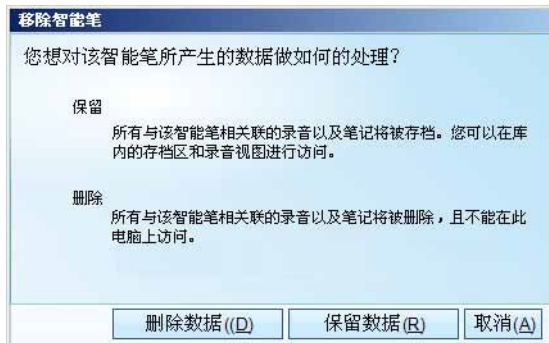 移除智能笔
您想对该智能笔所产生的数据做如何的处理？
保留
所有与该智能笔相关联的录音以及笔记将被存档。您可以在库
内的存档区和录音视图进行访问。
删除
所有与该智能笔相关联的录音以及笔记将被删除，且不能在此
电脑上访问。
删除数据((D) 保留数据(R) 取消(A)